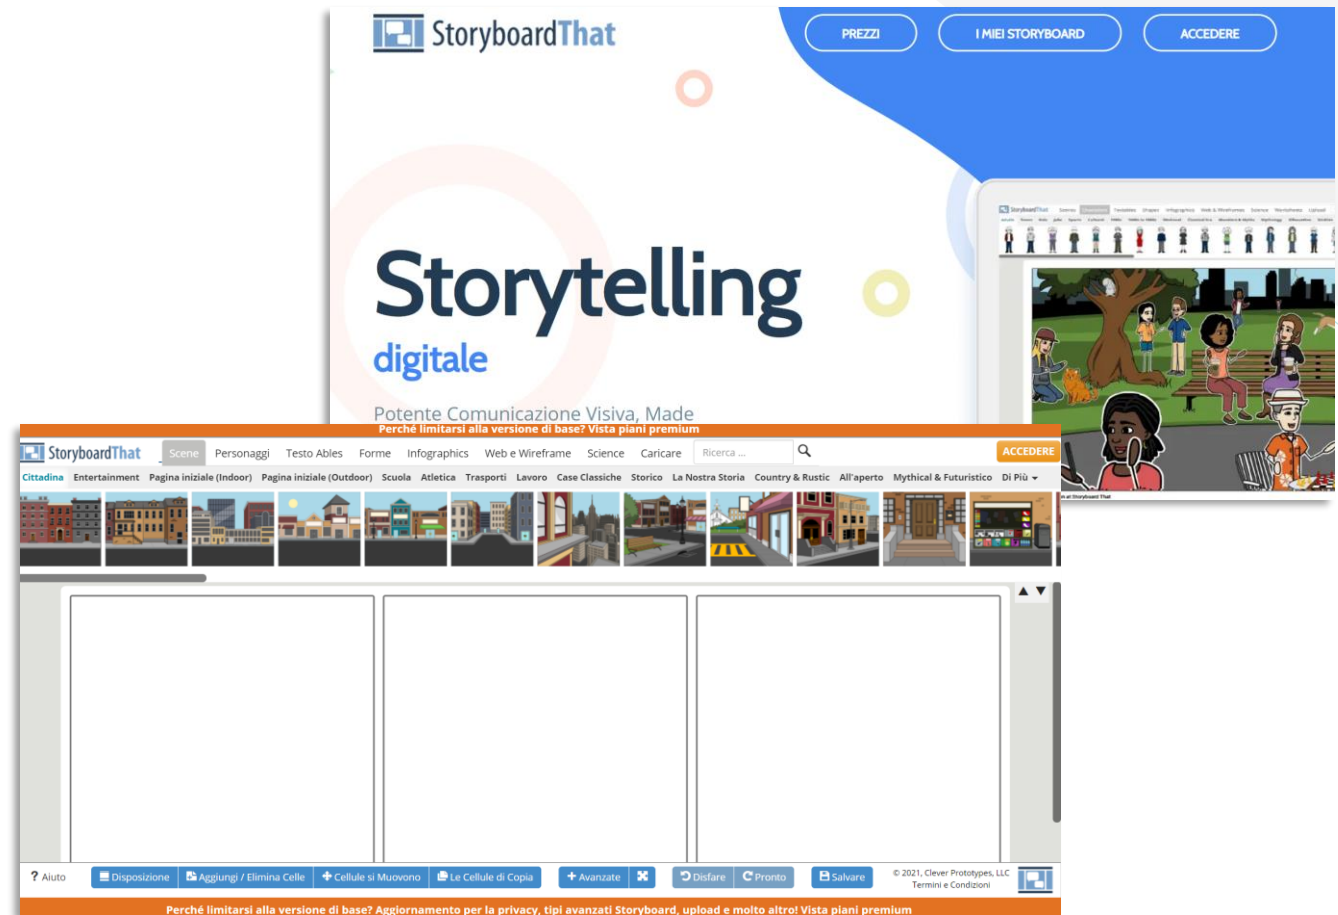 StoryboardThat
PREZZI
I MIEI STORYBOARD
ACCEDERE
Storytelling
digitale
Potente Comunicazione Visiva, Made
StoryboardThat
Perché limitarsi alla versione di base? Vista piani premium
StoryboardThat Scene Personaggi Testo Ables Forme Infographics Web e Wireframe Science Caricare Ricerca ... ACCEDERE
Cittadina Entertainment Pagina iniziale (Indoor) Pagina iniziale (Outdoor) Scuola Atletica Trasporti Lavoro Case Classiche Storico La Nostra Storia Country & Rustic All'aperto Mythical & Futuristico Di Più
? Aiuto Disposizione Aggiungi / Elimina Celle Cellule si Muovono Le Cellule di Copia + Avanzate Disfare Pronto Salvare
© 2021, Clever Prototypes, LLC
Termini e Condizioni
Perché limitarsi alla versione di base? Aggiornamento per la privacy, tipi avanzati Storyboard, upload e molto altro! Vista piani premium